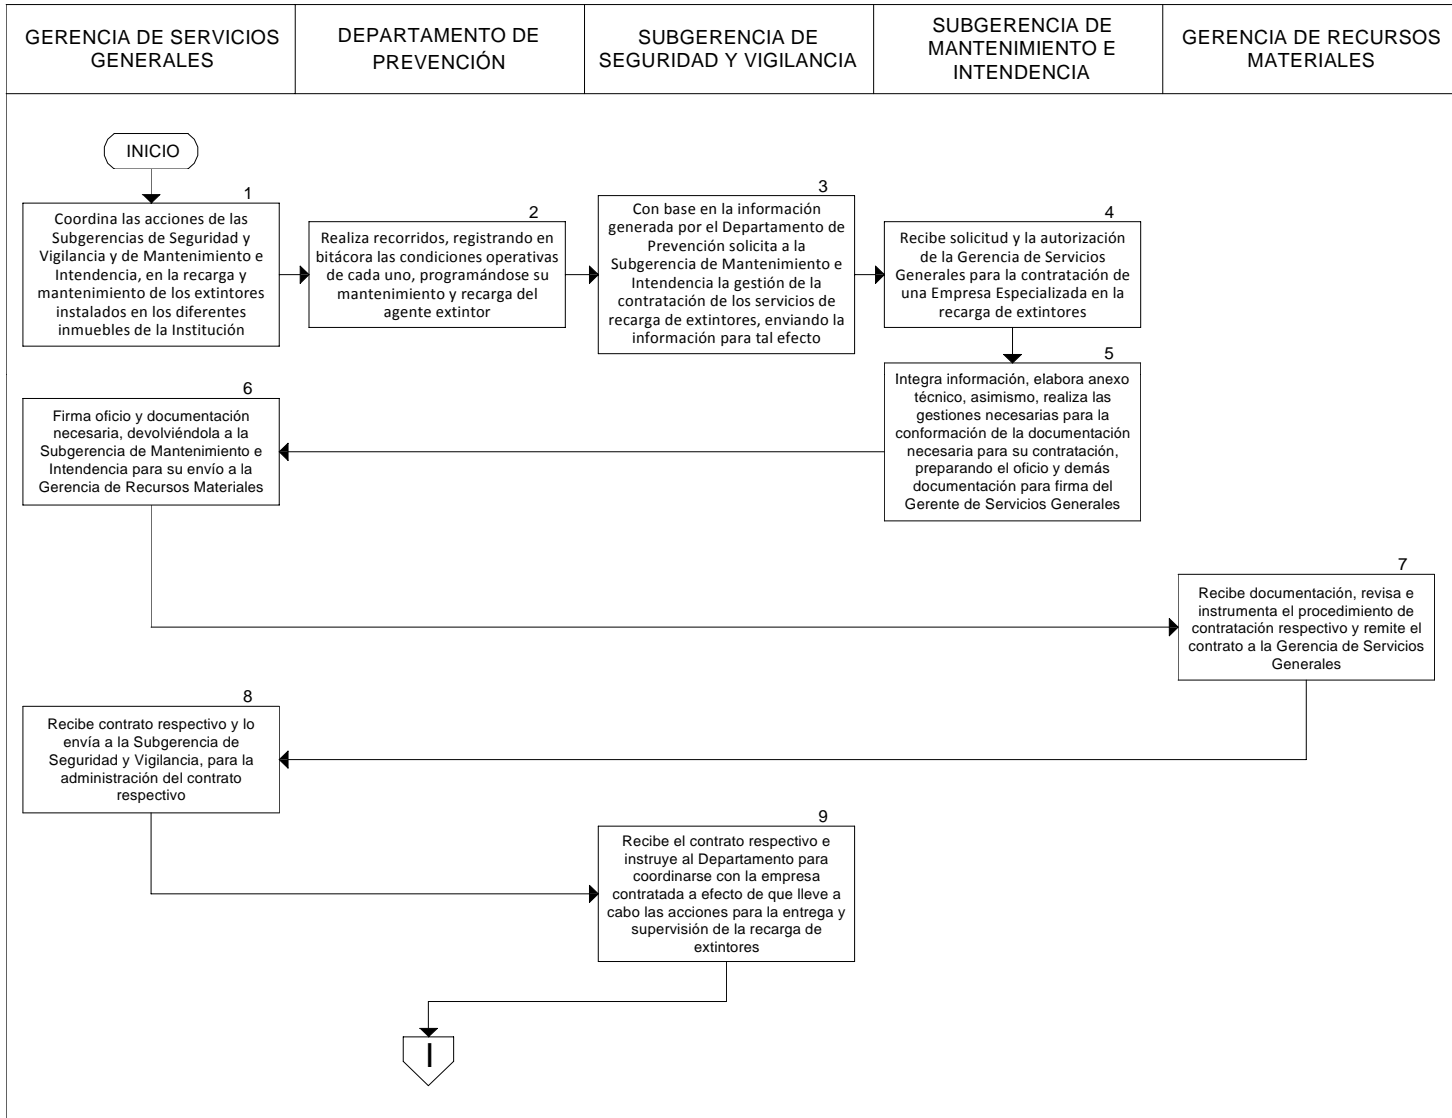 GERENCIA DE SERVICIOS
GENERALES
DEPARTAMENTO DE
PREVENCIÓN
SUBGERENCIA DE
SEGURIDAD Y VIGILANCIA
SUBGERENCIA DE
MANTENIMIENTO E
INTENDENCIA
GERENCIA DE RECURSOS
MATERIALES
INICIO
1
Coordina las acciones de las
Subgerencias de Seguridad y
Vigilancia y de Mantenimiento e
Intendencia, en la recarga y
mantenimiento de los extintores
instalados en los diferentes
inmuebles de la Institución
2
Realiza recorridos, registrando en
bitácora las condiciones operativas
de cada uno, programándose su
mantenimiento y recarga del
agente extintor
3
Con base en la información
generada por el Departamento de
Prevención solicita a la
Subgerencia de Mantenimiento e
Intendencia la gestión de la
contratación de los servicios de
recarga de extintores, enviando la
información para tal efecto
4
Recibe solicitud y la autorización
de la Gerencia de Servicios
Generales para la contratación de
una Empresa Especializada en la
recarga de extintores
5
Integra información, elabora anexo
técnico, asimismo, realiza las
gestiones necesarias para la
conformación de la documentación
necesaria para su contratación,
preparando el oficio y demás
documentación para firma del
Gerente de Servicios Generales
6
Firma oficio y documentación
necesaria, devolviéndola a la
Subgerencia de Mantenimiento e
Intendencia para su envío a la
Gerencia de Recursos Materiales
7
Recibe documentación, revisa e
instrumenta el procedimiento de
contratación respectivo y remite el
contrato a la Gerencia de Servicios
Generales
8
Recibe contrato respectivo y lo
envía a la Subgerencia de
Seguridad y Vigilancia, para la
administración del contrato
respectivo
9
Recibe el contrato respectivo e
instruye al Departamento para
coordinarse con la empresa
contratada a efecto de que lleve a
cabo las acciones para la entrega y
supervisión de la recarga de
extintores
I